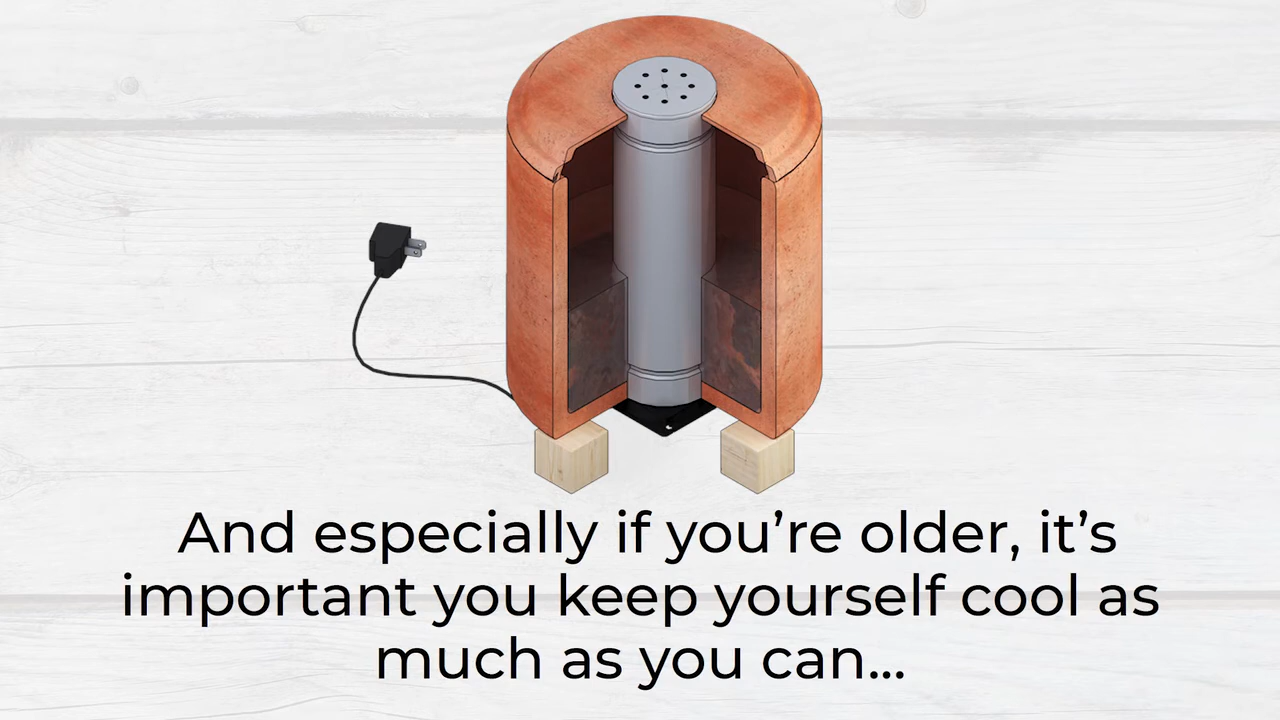 And especially if you’re older, it’s
important you keep yourself cool as
much as you can...